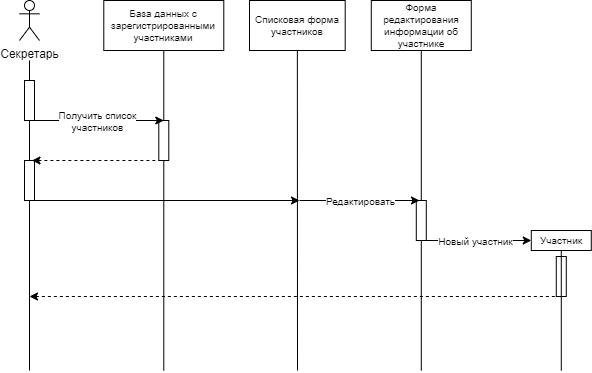 Секретарь
База данных с
зарегистрированными
участниками
Списковая форма
участников
Форма
редактирования
информации об
участнике
Получить список
участников
Редактировать
Новый участник
Участник